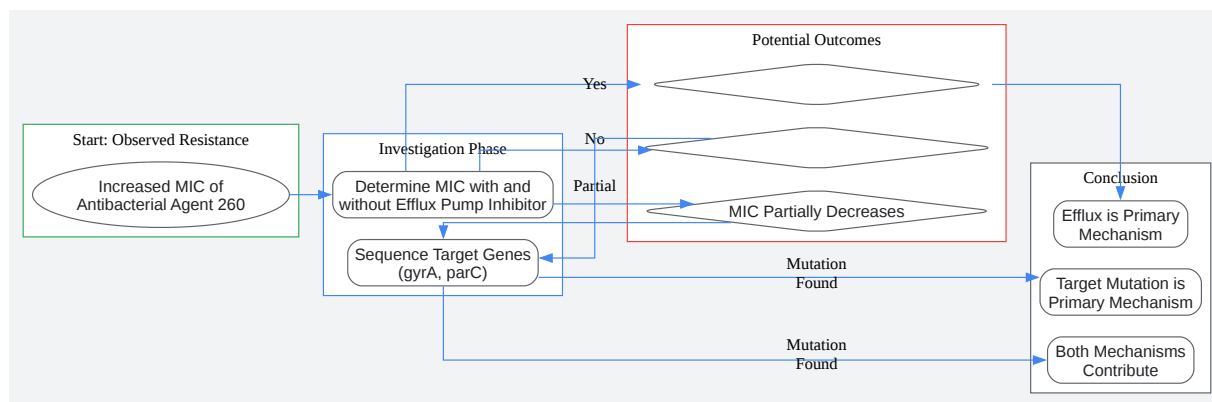 Potential Outcomes
Yes
Start: Observed Resistance
Increased MIC of
Antibacterial Agent 260
Investigation Phase
No
Determine MIC with and
without Efflux Pump Inhibitor
Partial
MIC Partially Decreases
Sequence Target Genes
(gyrA, parC)
Conclusion
Efflux is Primary
Mechanism
Mutation
Found
Target Mutation is
Primary Mechanism
Mutation
Found
Both Mechanisms
Contribute